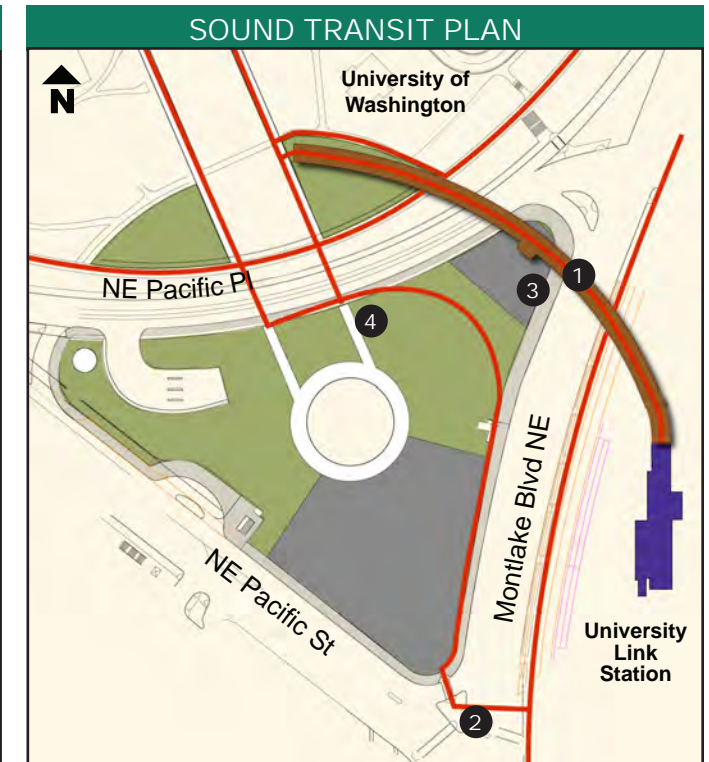 SOUND TRANSIT PLAN
N
University of
Washington
NE Pacific Pl
1
3
4
Montlake Blvd NE
NE Pacific St
University
Link
Station
2